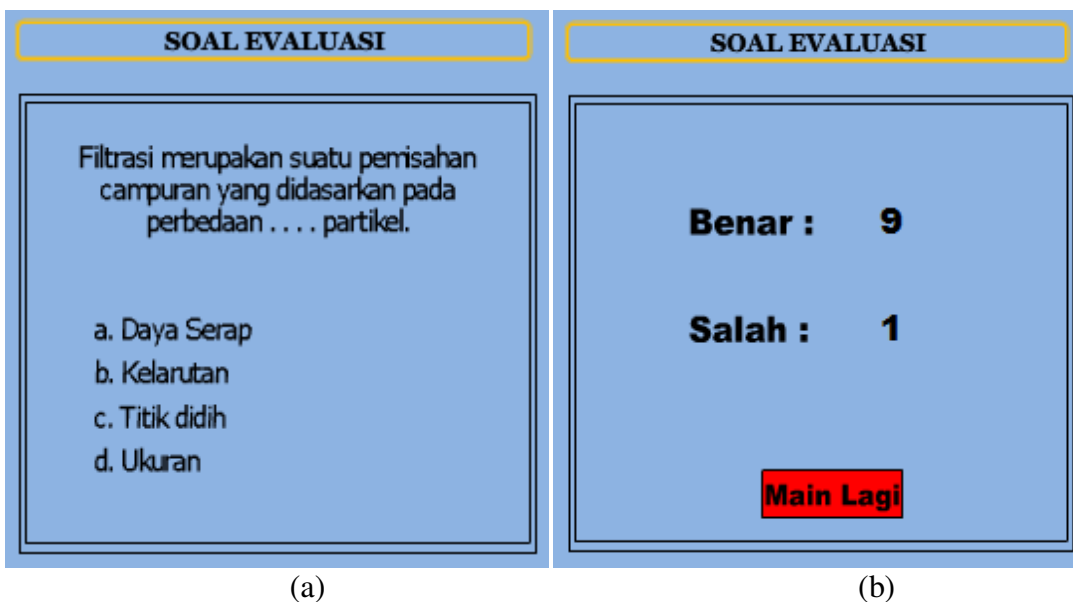 SOAL EVALUASI
Filtrasi merupakan suatu pemisahan
campuran yang didasarkan pada
perbedaan . . . . partikel.
a. Daya Serap
b. Kelarutan
c. Titik didih
d. Ukuran
(a)
SOAL EVALUASI
Benar : 9
Salah : 1
Main Lagi
(b)